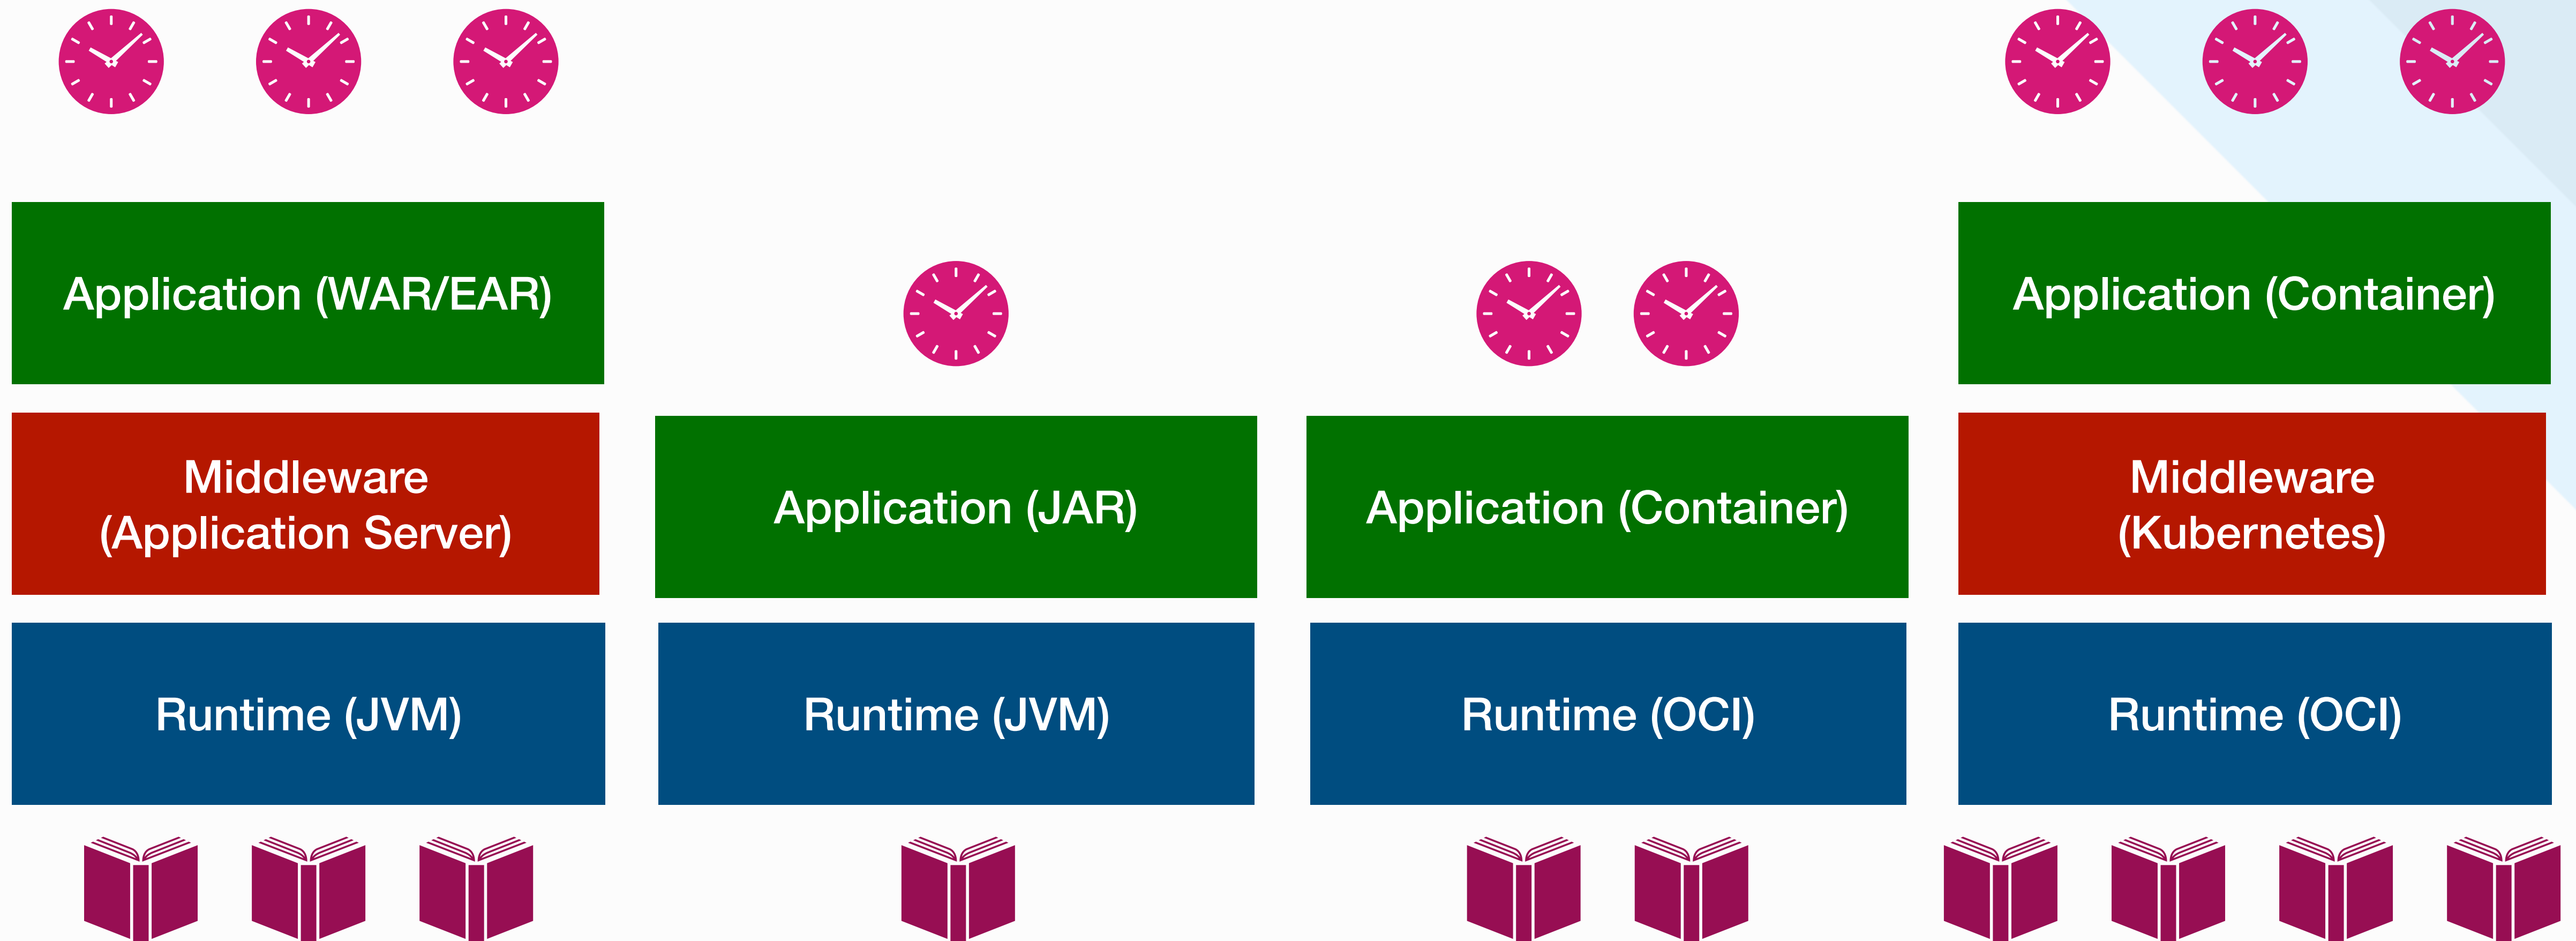 Application (WAR/EAR)
Middleware
(Application Server)
Runtime (JVM)
Application (JAR)
Runtime (JVM)
Application (Container)
Runtime (OCI)
Application (Container)
Middleware
(Kubernetes)
Runtime (OCI)